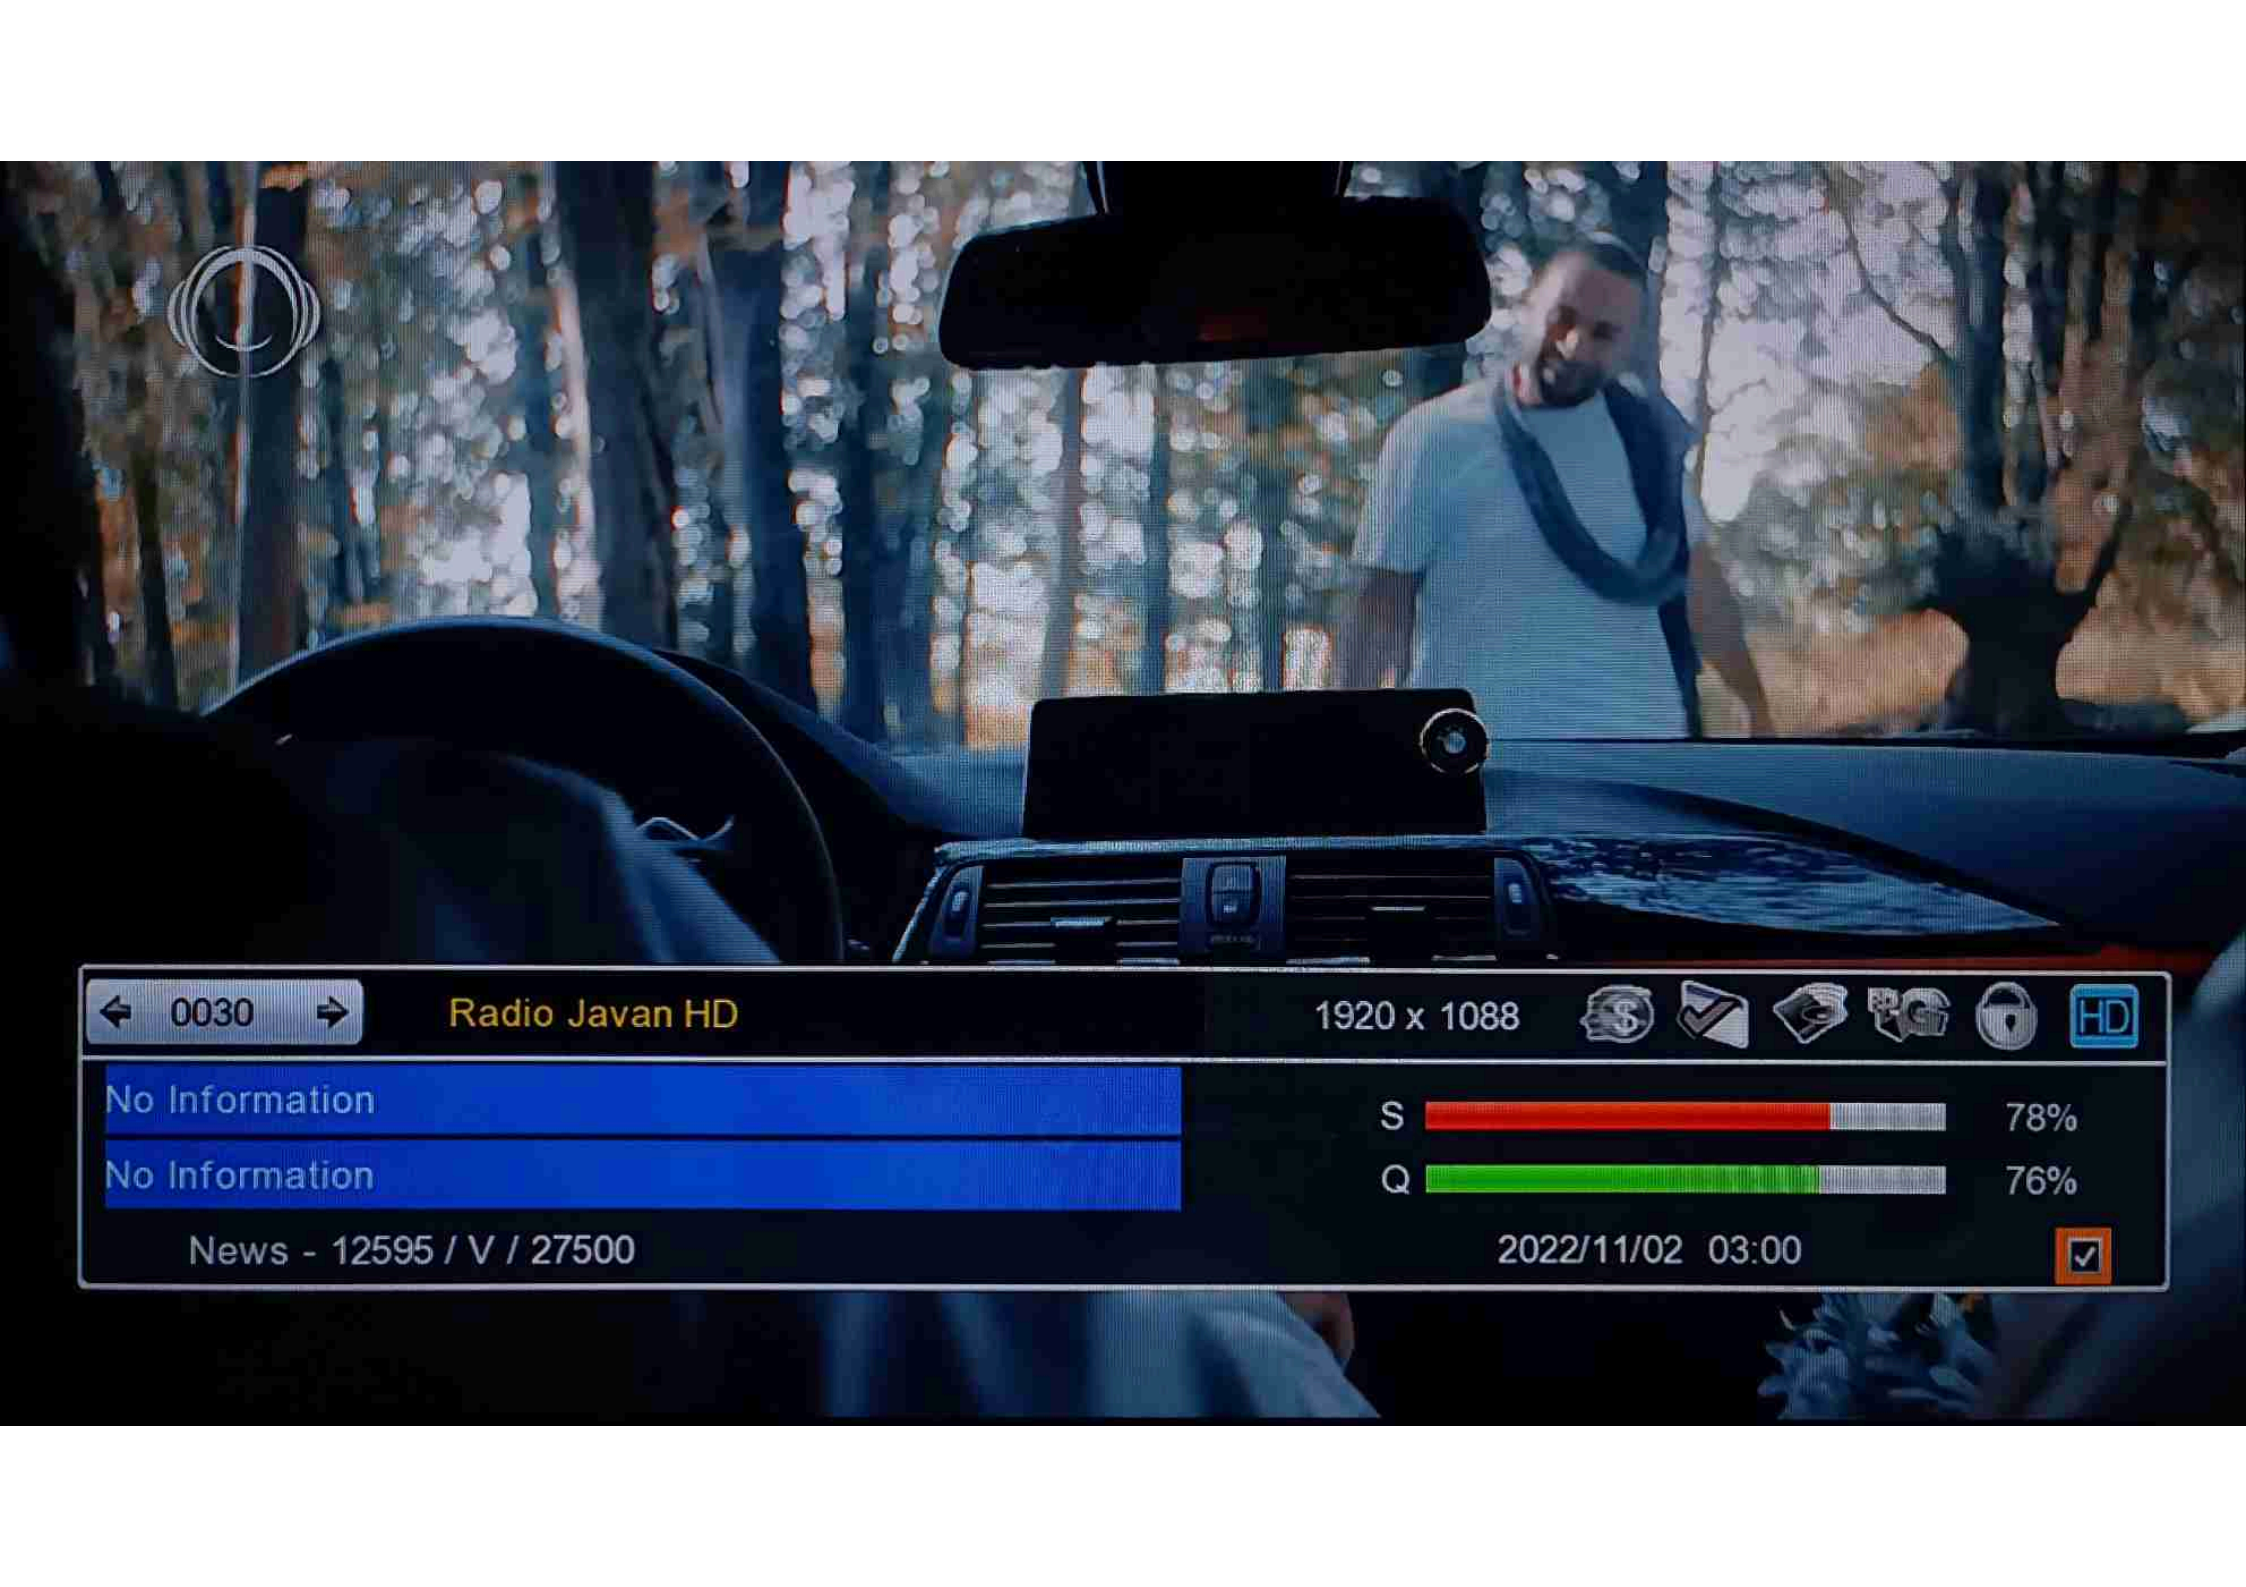 0030 Radio Javan HD 1920 x 1088 HD
No Information
S 78%
No Information
Q 76%
News - 12595 / V / 27500 2022/11/02 03:00